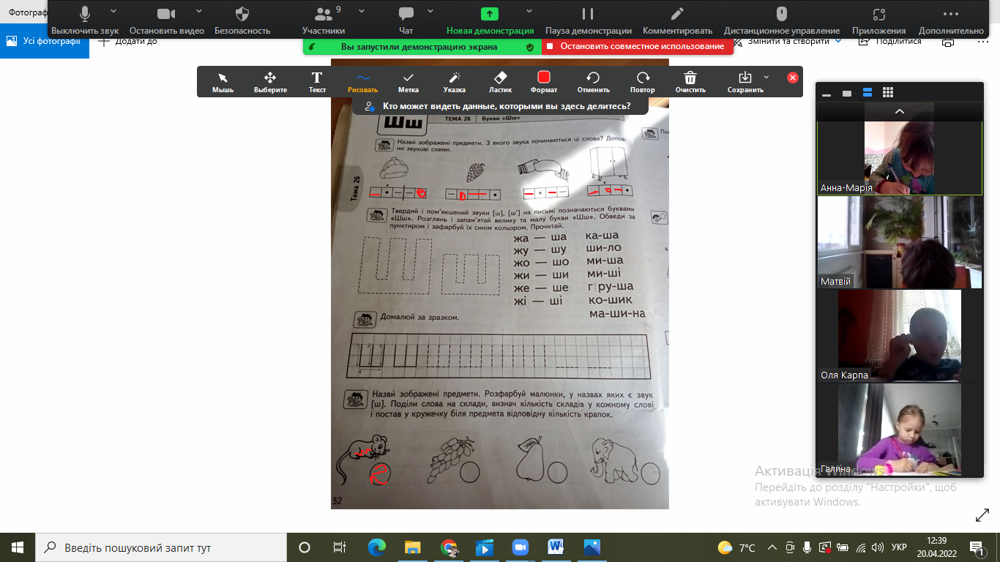 Фотограф
Выключить звук
Остановить видео
Безопасность
9
Участники
Чат
Новая демонстрация
Пауза демонстрации
Комментировать
Дистанционное управление
Приложения
Дополнительно
Усі фотографії
Додати до
Вы запустили демонстрацию экрана
Остановить совместное использование
Змінити та створити
Поділитися
Мышь
Выберите
Текст
Рисовать
Метка
Указка
Ластик
Формат
Отменить
Повтор
Очистить
Сохранить
Кто может видеть данные, которыми вы здесь делитесь?
Шш
ТЕМА 26
Букви «Шш»
Назви зображені предмети. З якого звука починаються ці слова? Допов-
ни звукові схеми.
Тема 26
Твердий і пом'якшений звуки [ш], [ш'] на письмі позначаються буквами
«Шш». Розглянь і запам'ятай велику та малу букви «Шш». Обведи за
пунктиром і зафарбуй їх синім кольором. Прочитай.
жа — ша
жу — шу
жо — шо
жи — ши
же — ше
жі — ші
ка-ша
ши-ло
ми-ша
ми-ші
гру-ша
ко-шик
ма-ши-на
Домалюй за зразком.
2
3
4
Назви зображені предмети. Розфарбуй малюнки, у назвах яких є звук
[ш]. Поділи слова на склади, визнач кількість складів у кожному слові
і постав у кружечку біля предмета відповідну кількість крапок.
52
Анна-Марія
Матвій
Оля Карпа
Галина
Активація Windows
Перейдіть до розділу "Настройки", щоб
активувати Windows.
Введіть пошуковий запит тут
7°C
УКР
12:39
20.04.2022
1